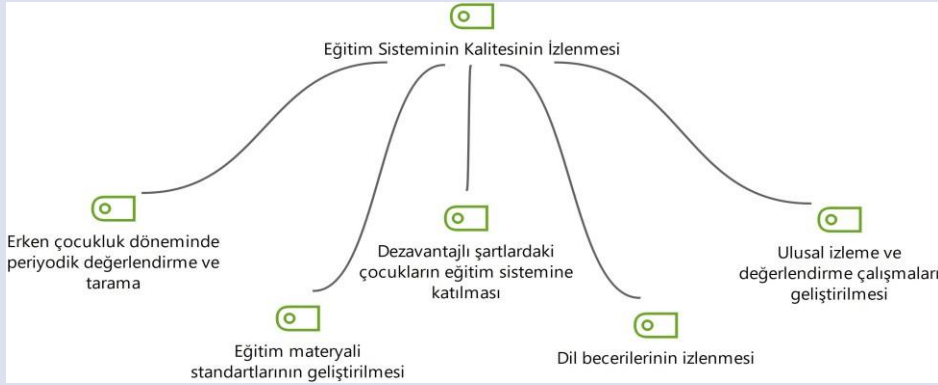 Eğitim Sisteminin Kalitesinin İzlenmesi
Erken çocukluk döneminde
periyodik değerlendirme ve
tarama
Eğitim materyali
standartlarının geliştirilmesi
Dezavantajlı şartlardaki
çocukların eğitim sistemine
katılması
Dil becerilerinin izlenmesi
Ulusal izleme ve
değerlendirme çalışmaları
geliştirilmesi